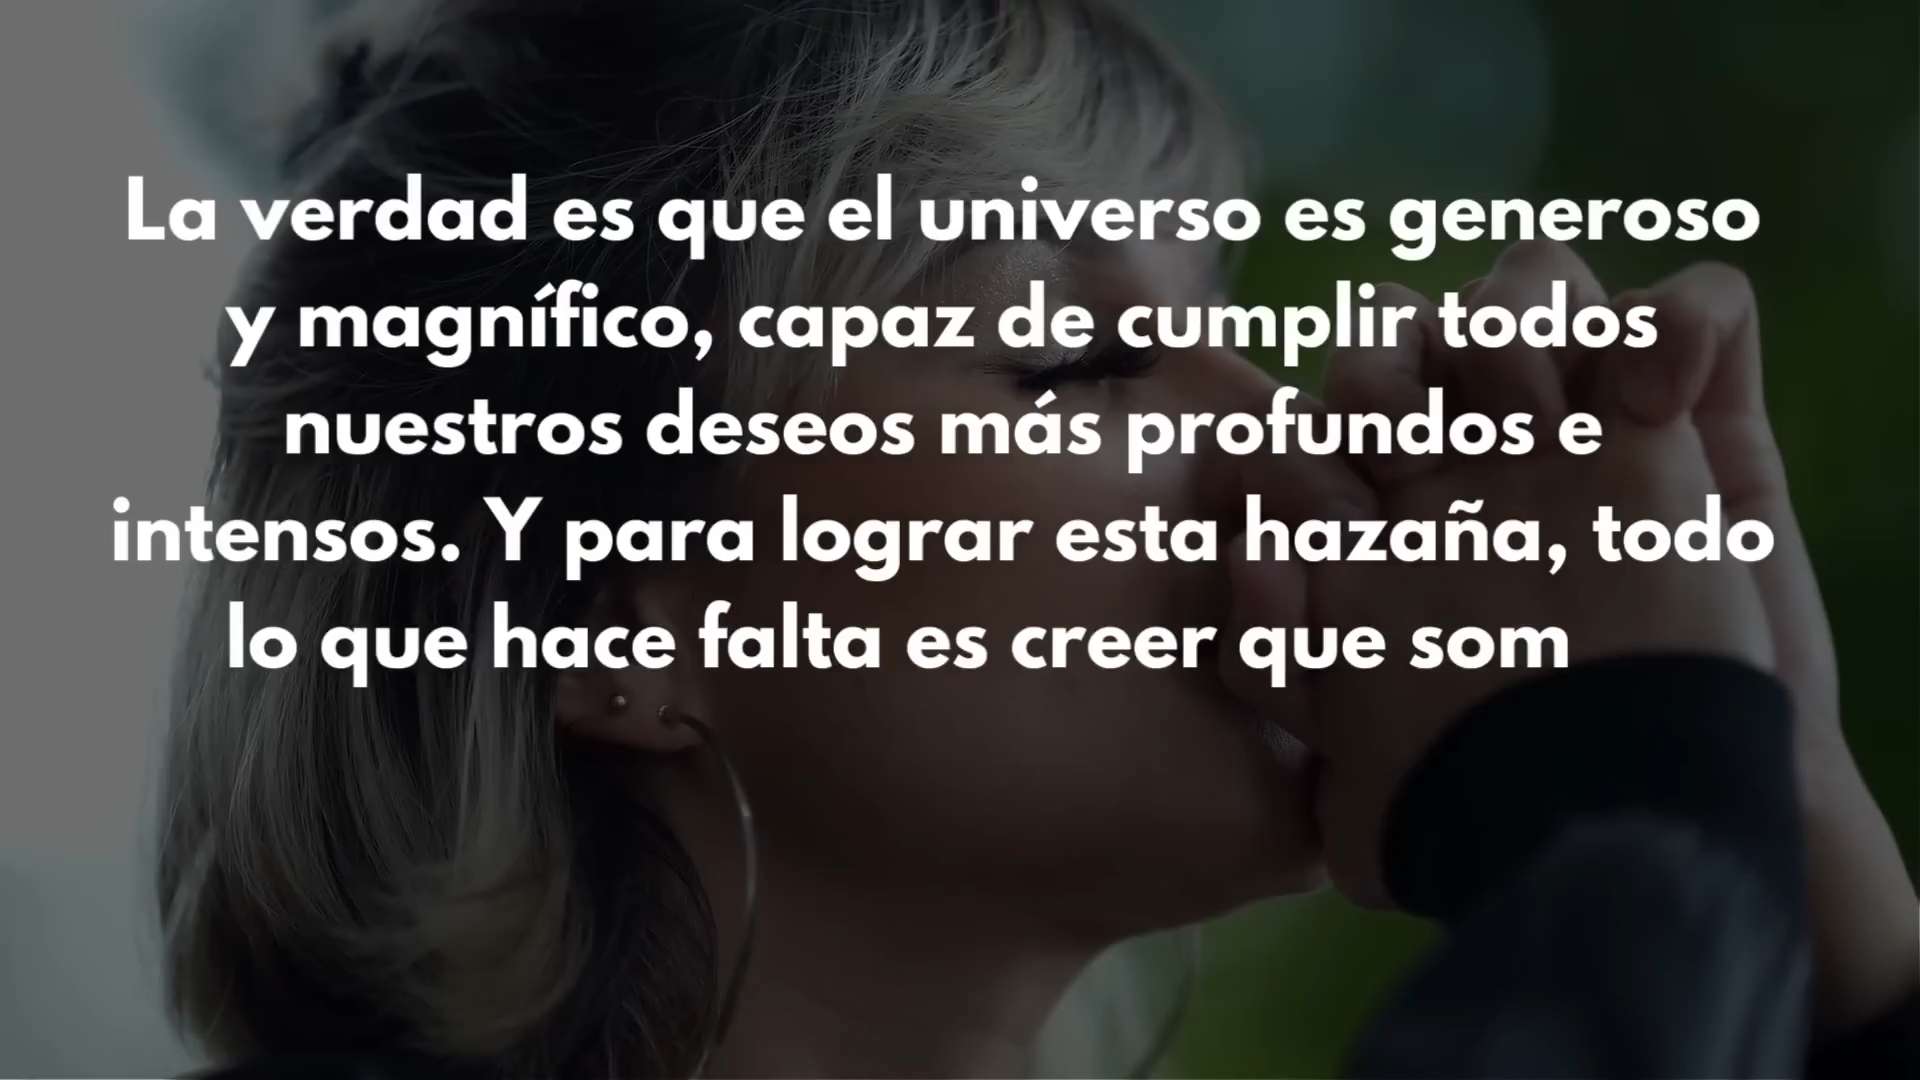 La verdad es que el universo es generoso
y magnífico, capaz de cumplir todos
nuestros deseos más profundos e
intensos. Y para lograr esta hazaña, todo
lo que hace falta es creer que som